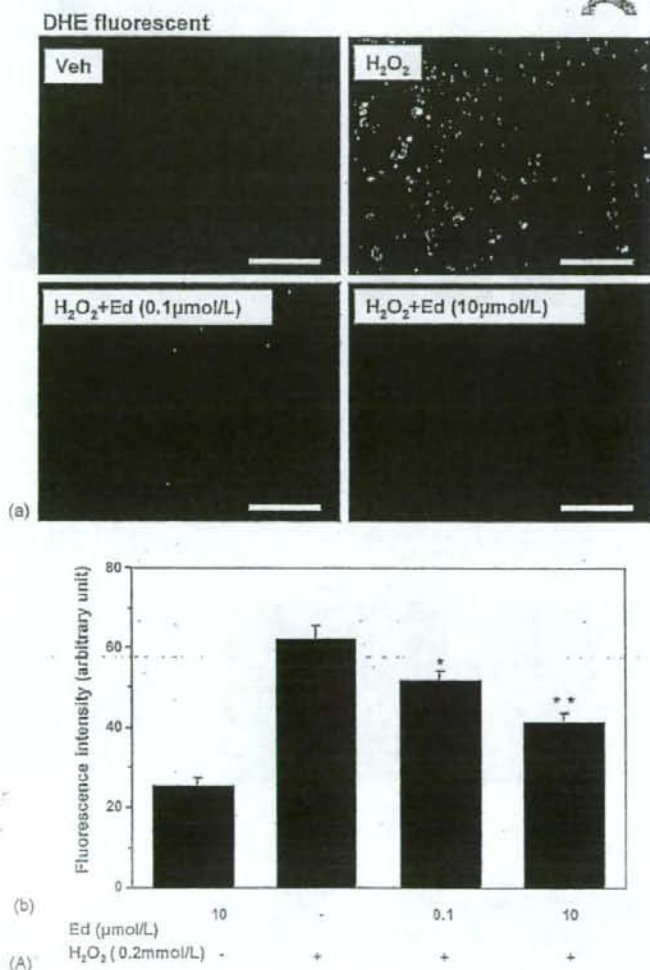 DHE fluorescent
Veh
H₂O₂
H₂O₂+Ed (0.1μmol/L)
H₂O₂+Ed (10μmol/L)
(a)
80
60
40
20
0
Fluorescence intensity (arbitrary unit)
*
**
(b)
10 - 0.1 10
Ed (μmol/L)
H₂O₂ (0.2mmol/L) - + + +
(A)